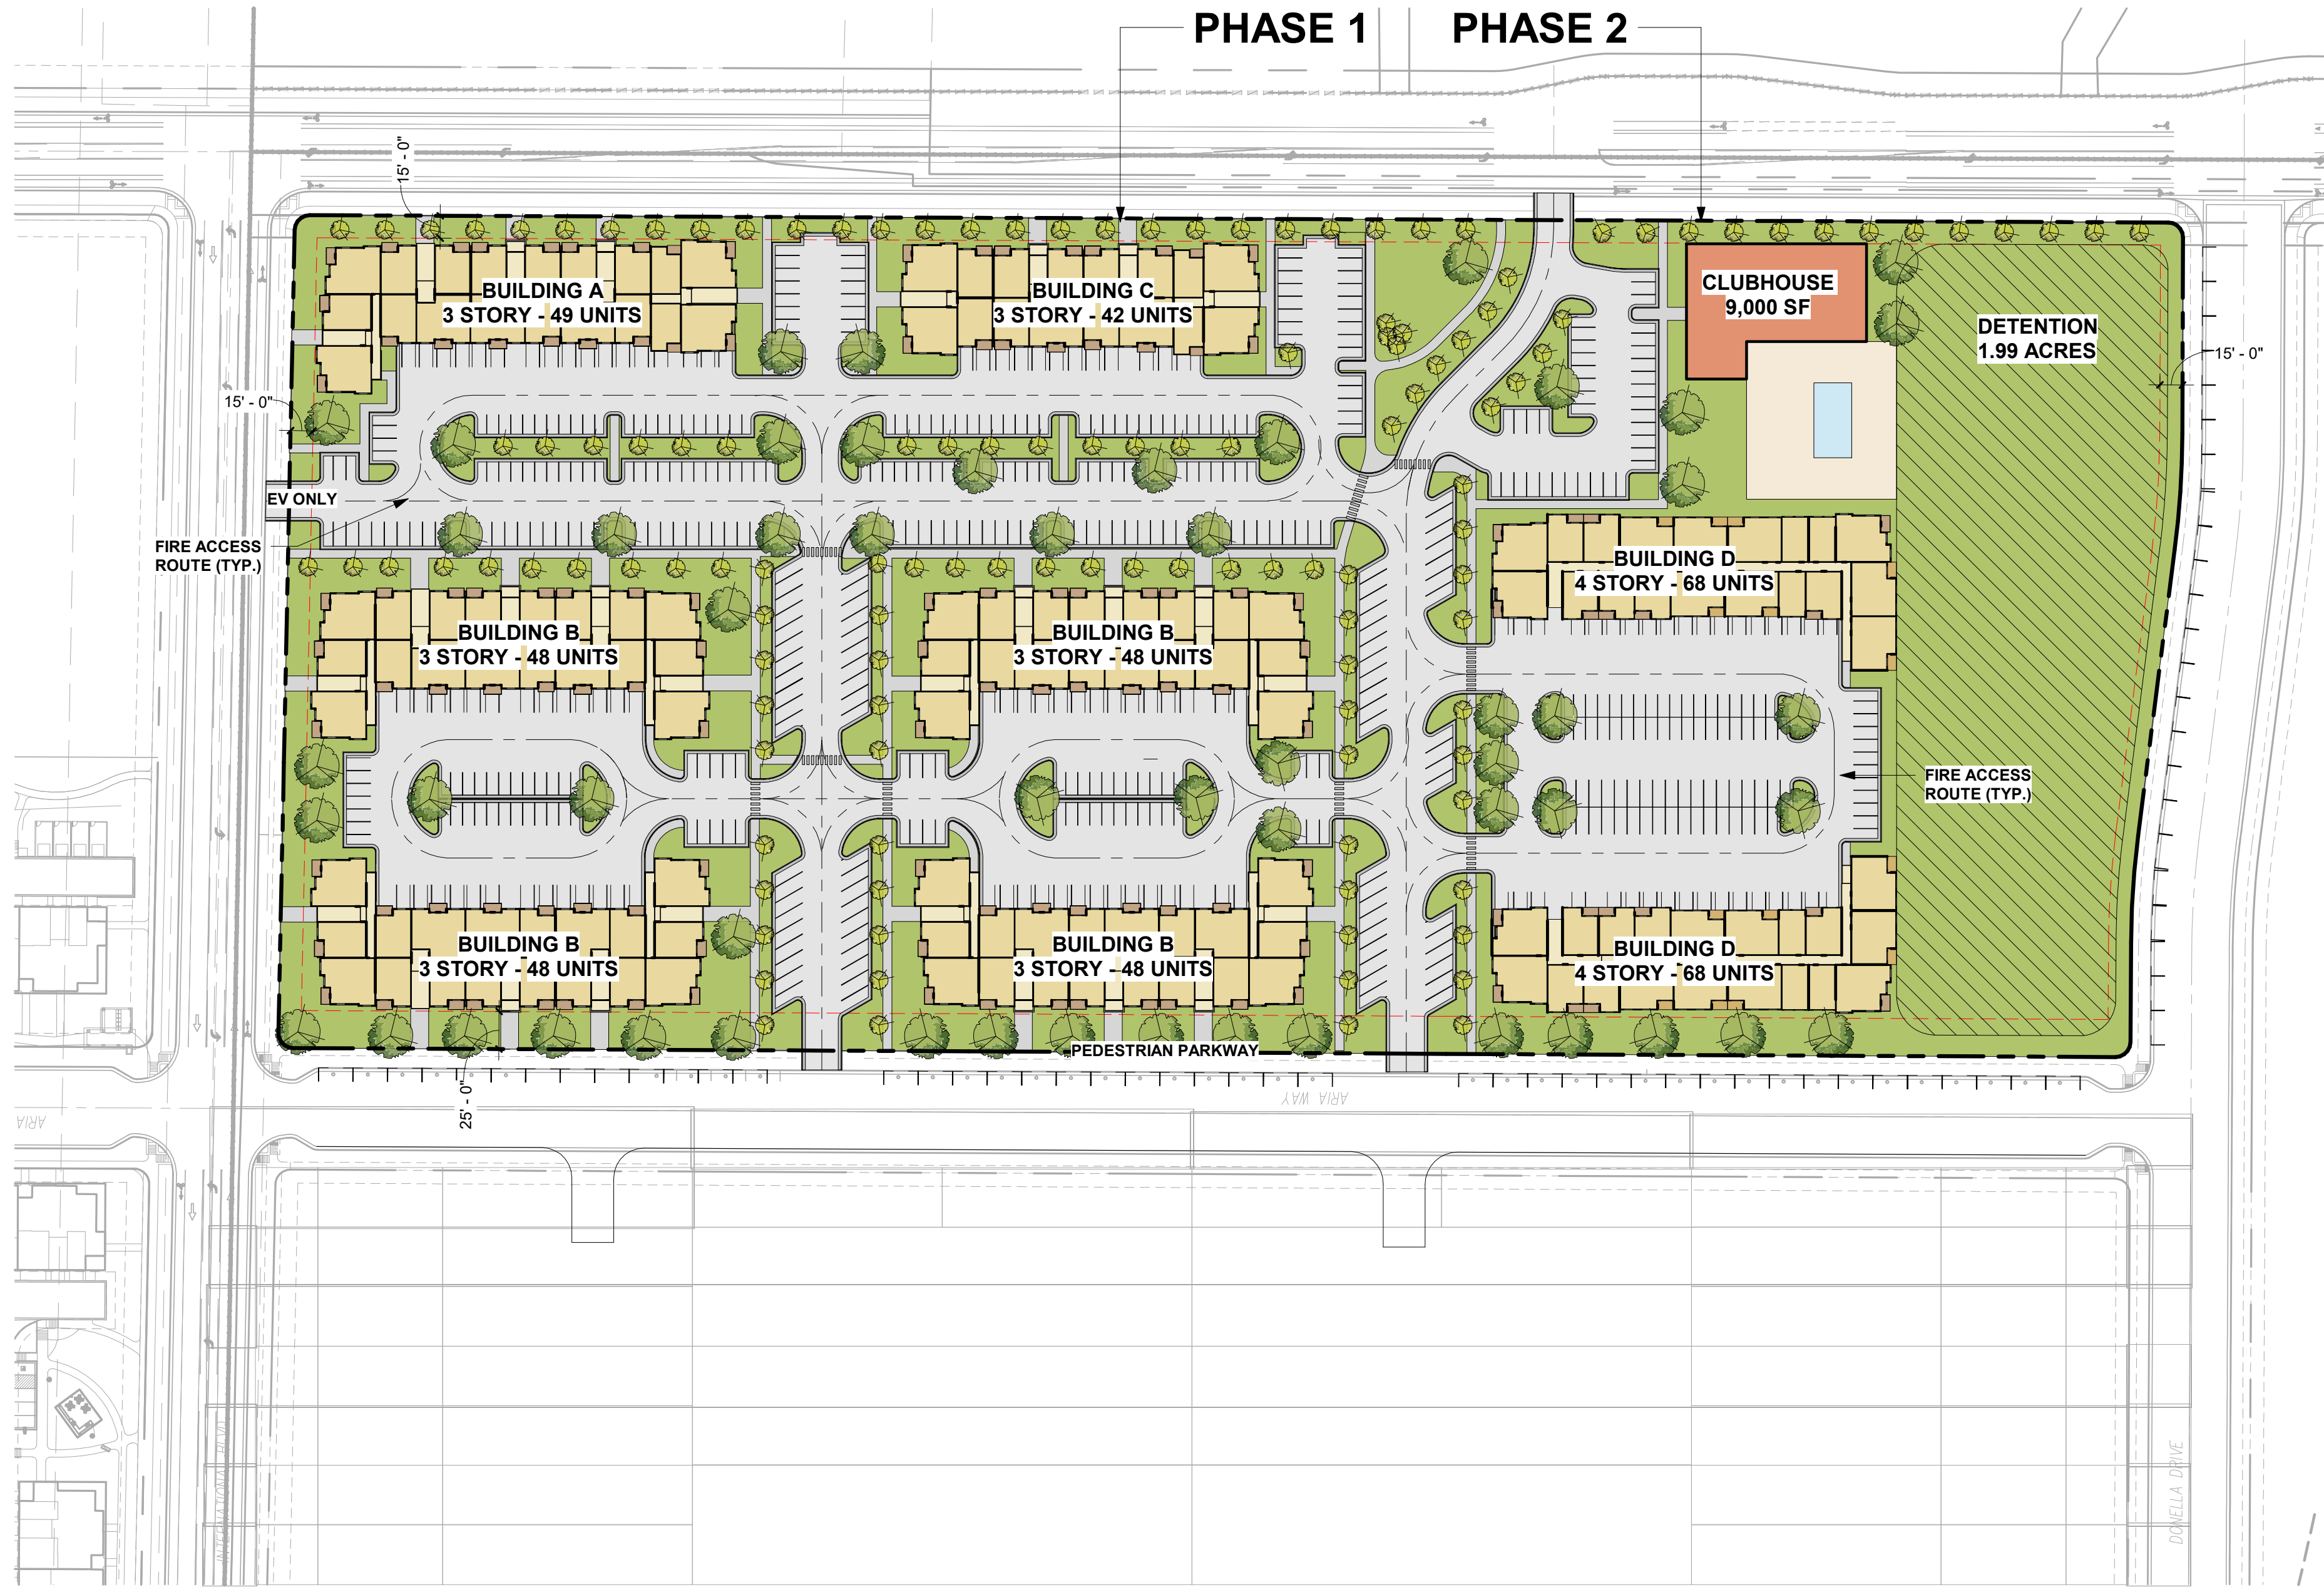 PHASE 1
PHASE 2
15' - 0"
BUILDING A
3 STORY - 49 UNITS
BUILDING C
3 STORY - 42 UNITS
CLUBHOUSE
9,000 SF
DETENTION
1.99 ACRES
15' - 0"
15' - 0"
EV ONLY
FIRE ACCESS
ROUTE (TYP.)
BUILDING D
4 STORY - 68 UNITS
BUILDING B
3 STORY - 48 UNITS
BUILDING B
3 STORY - 48 UNITS
FIRE ACCESS
ROUTE (TYP.)
BUILDING B
3 STORY - 48 UNITS
BUILDING B
3 STORY - 48 UNITS
BUILDING D
4 STORY - 68 UNITS
PEDESTRIAN PARKWAY
25' - 0"
ARIA WAY
ARIA
DONELLA DRIVE